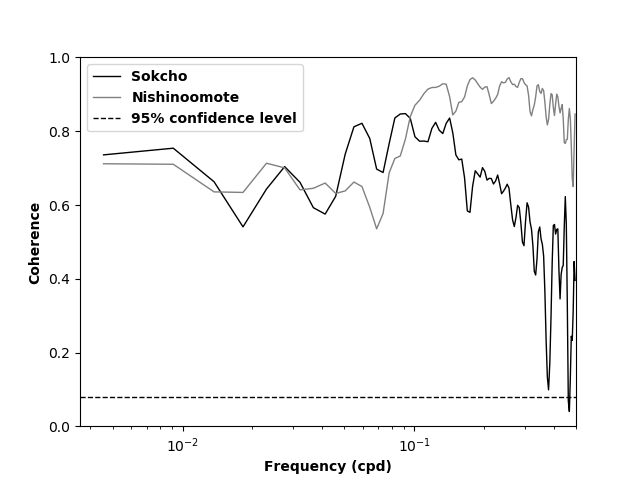 1.0
Sokcho
Nishinoomote
95% confidence level
0.8
0.6
0.4
0.2
0.0
Coherence
10⁻²
10⁻¹
Frequency (cpd)